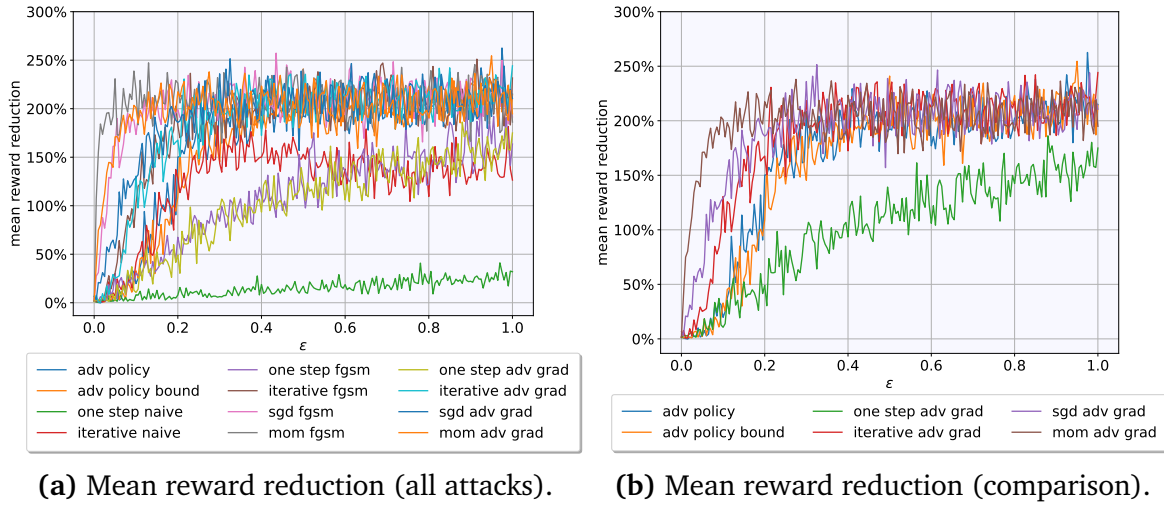 300%
250%
200%
150%
100%
50%
0%
mean reward reduction
0.0 0.2 0.4 0.6 0.8 1.0
ε
adv policy one step fgsm one step adv grad
adv policy bound iterative fgsm iterative adv grad
one step naive sgd fgsm sgd adv grad
iterative naive mom fgsm mom adv grad
(a) Mean reward reduction (all attacks).
300%
250%
200%
150%
100%
50%
0%
mean reward reduction
0.0 0.2 0.4 0.6 0.8 1.0
ε
adv policy one step adv grad sgd adv grad
adv policy bound iterative adv grad mom adv grad
(b) Mean reward reduction (comparison).